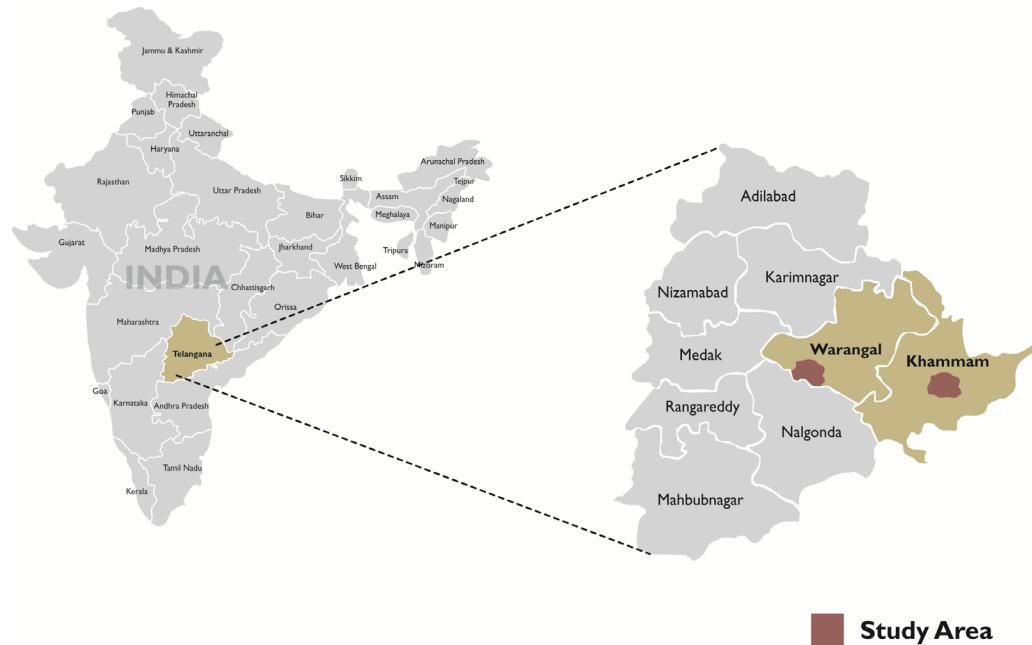 Jammu & Kashmir
Himachal
Pradesh
Punjab
Uttaranchal
Haryana
Rajasthan
Uttar Pradesh
Sikkim
Arunachal Pradesh
Tejpur
Assam
Nagaland
Meghalaya
Bihar
Manipur
Gujarat
Madhya Pradesh
Jharkhand
Tripura
West Bengal
Nizoram
INDIA
Chhattisgarh
Orissa
Maharashtra
Telangana
Goa
Karnataka
Andhra Pradesh
Tamil Nadu
Kerala
Adilabad
Karimnagar
Nizamabad
Warangal
Medak
Khammam
Rangareddy
Nalgonda
Mahbubnagar
Study Area